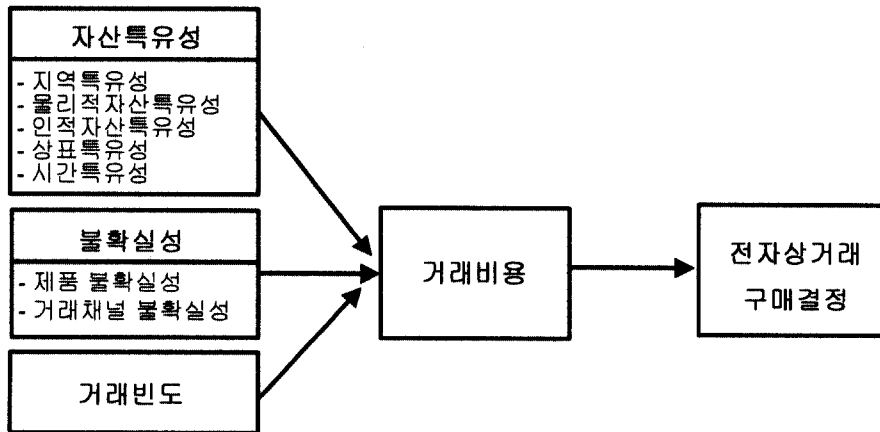 자산특유성
- 지역특유성
- 물리적자산특유성
- 인적자산특유성
- 상표특유성
- 시간특유성
불확실성
- 제품 불확실성
- 거래채널 불확실성
거래빈도
거래비용
전자상거래
구매결정